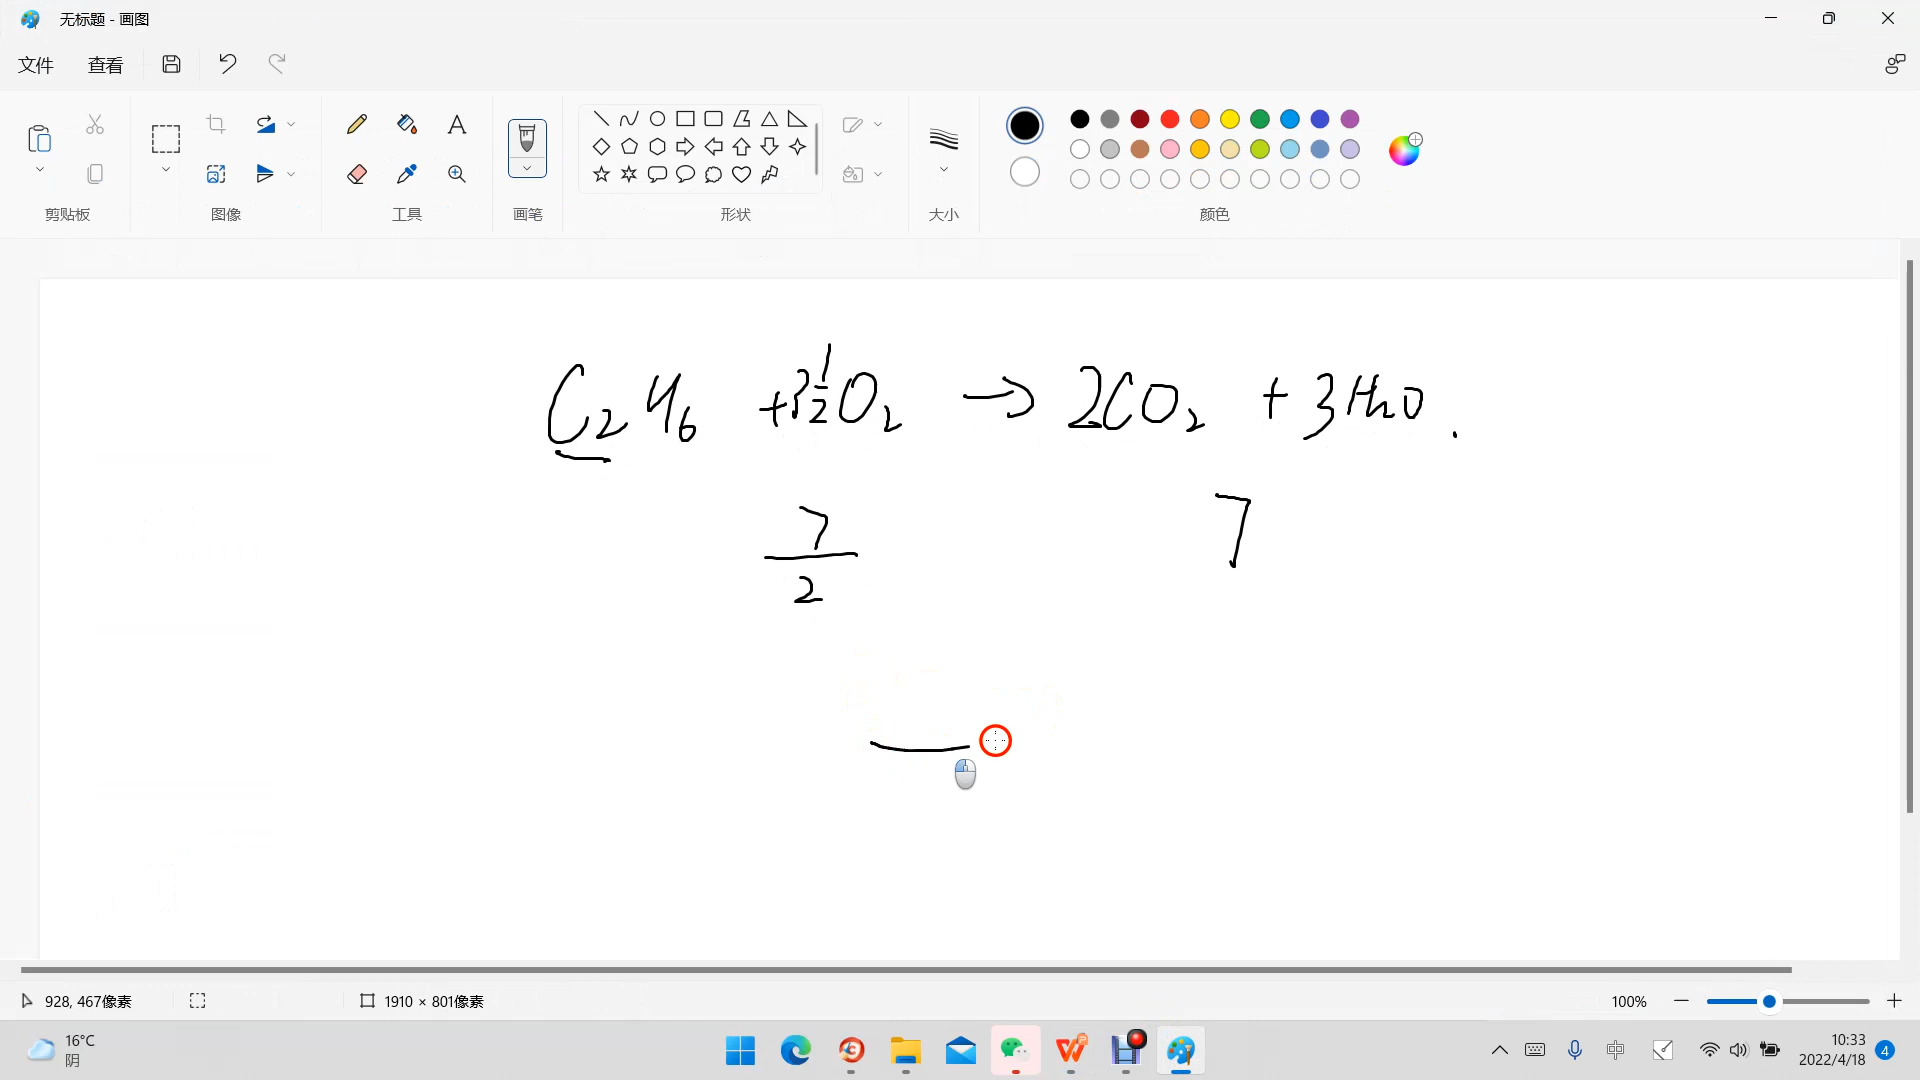 无标题 - 画图
文件 查看
剪贴板 图像 工具 画笔 形状 大小 颜色
C₂H₆ + 3½O₂ → 2CO₂ + 3H₂O.
7
2
7
928, 467像素 1910 × 801像素 100%
16°C
阴
中
10:33
2022/4/18 4